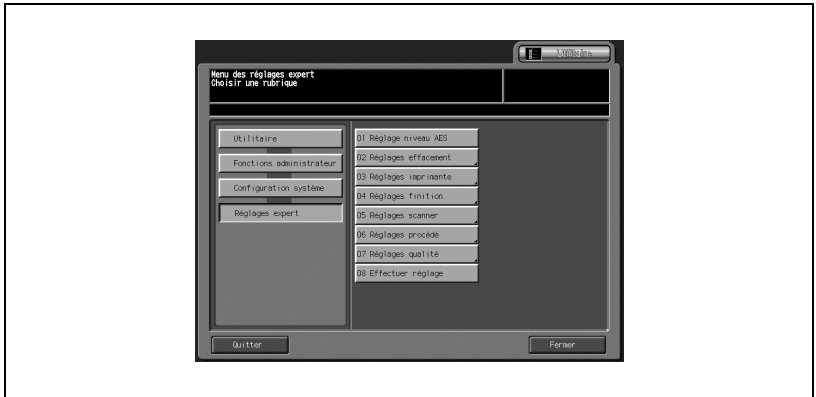 Utilitaire
Menu des réglages expert
Choisir une rubrique
Utilitaire
Fonctions administrateur
Configuration système
Réglages expert
01 Réglage niveau AES
02 Réglages effacement
03 Réglages imprimante
04 Réglages finition
05 Réglages scanner
06 Réglages procédé
07 Réglages qualité
08 Effectuer réglage
Quitter
Fermer